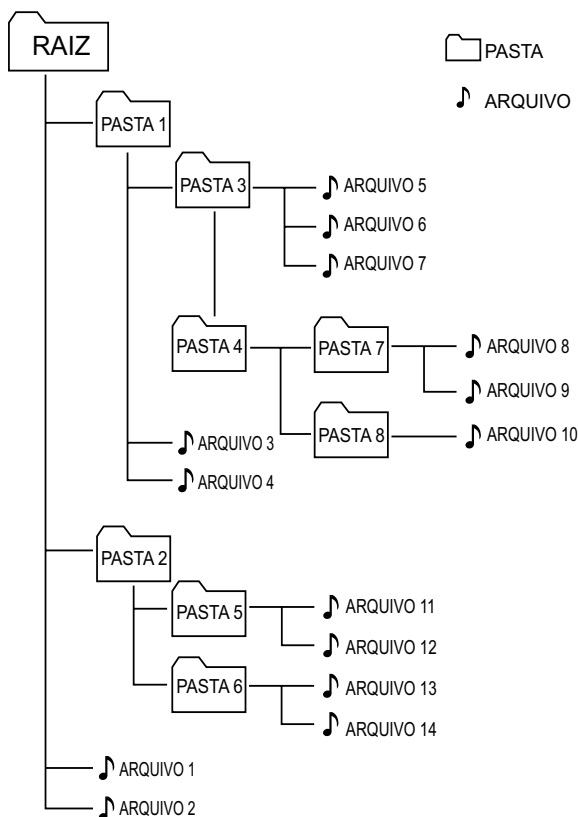 RAIZ
PASTA
ARQUIVO
PASTA 1
PASTA 3
ARQUIVO 5
ARQUIVO 6
ARQUIVO 7
PASTA 4
PASTA 7
ARQUIVO 8
ARQUIVO 9
PASTA 8
ARQUIVO 10
ARQUIVO 3
ARQUIVO 4
PASTA 2
PASTA 5
ARQUIVO 11
ARQUIVO 12
PASTA 6
ARQUIVO 13
ARQUIVO 14
ARQUIVO 1
ARQUIVO 2